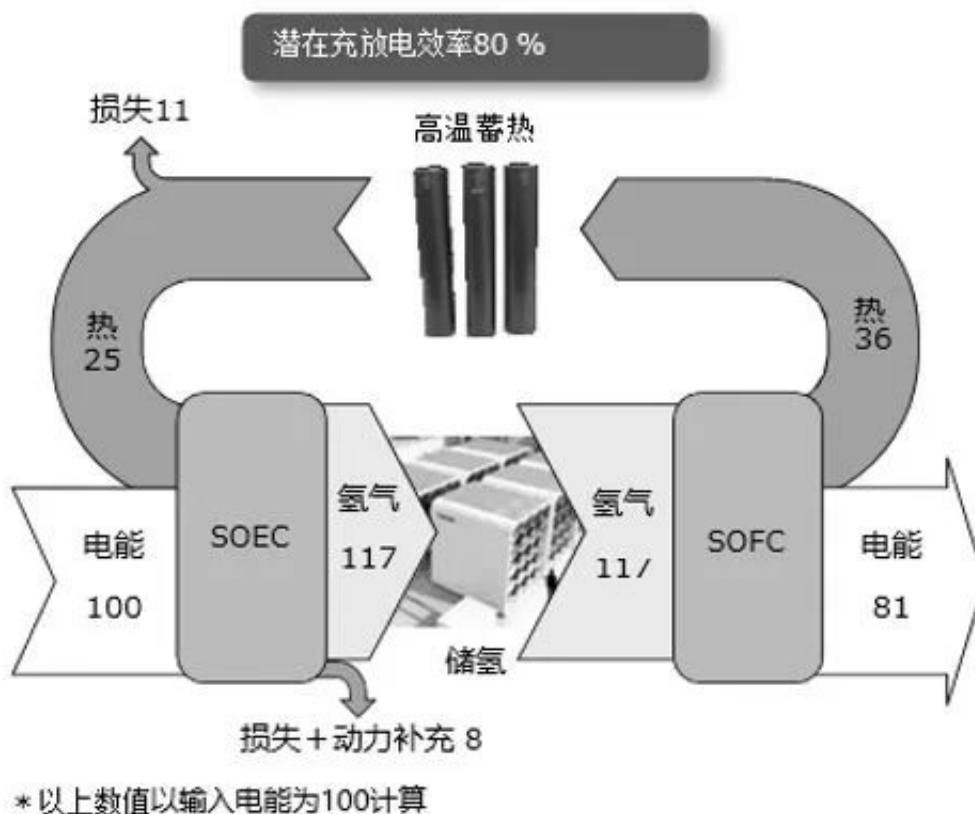 潜在充放电效率80 %
损失11
高温蓄热
热
25
热
36
SOEC
氢气
117
氢气
11/
SOFC
电能
100
电能
81
储氢
损失＋动力补充 8
＊以上数值以输入电能为100计算